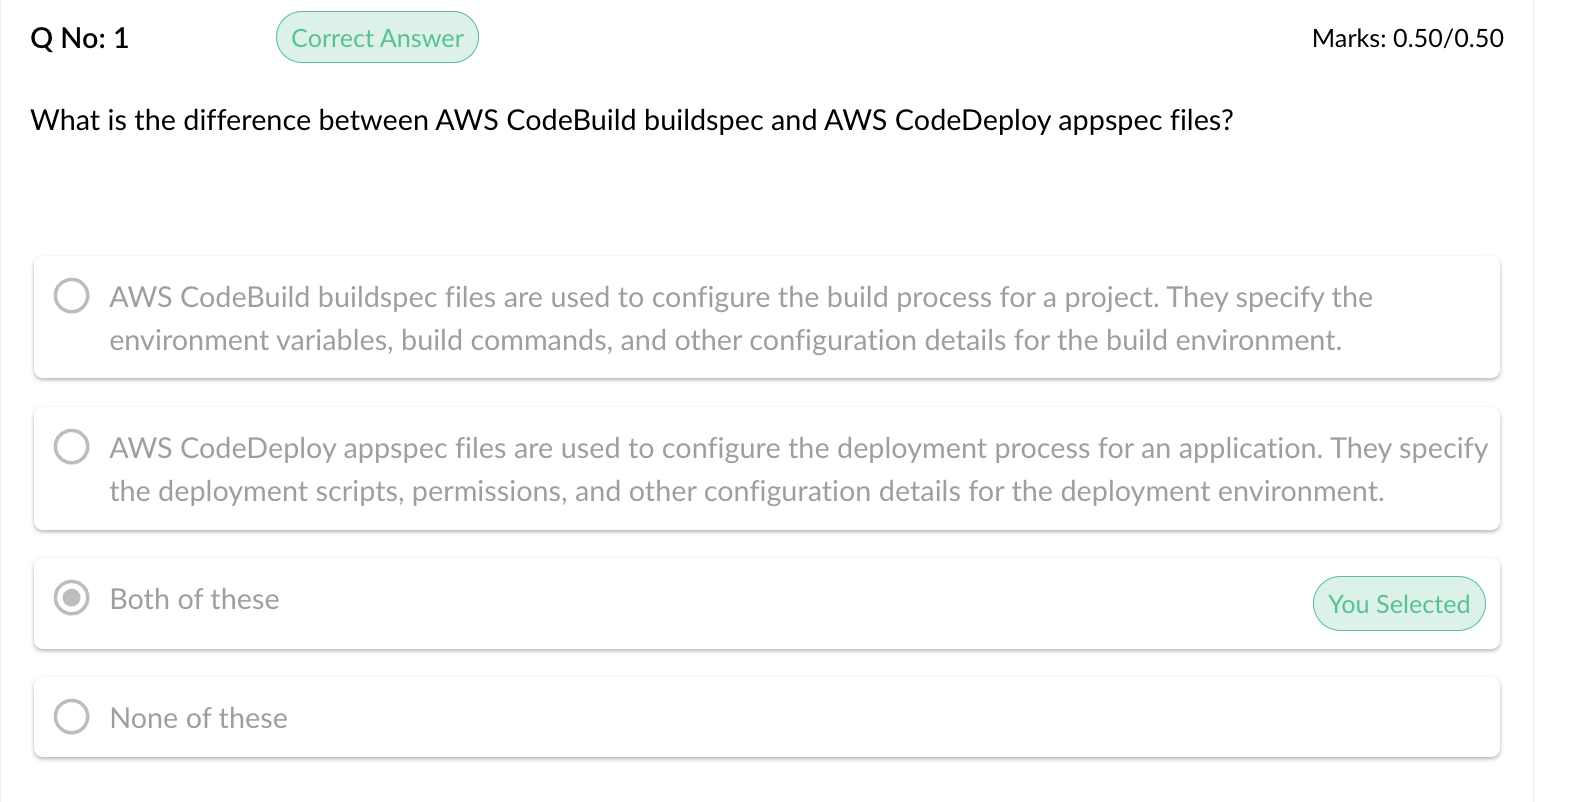 Q No: 1
Correct Answer
Marks: 0.50/0.50
What is the difference between AWS CodeBuild buildspec and AWS CodeDeploy appspec files?
AWS CodeBuild buildspec files are used to configure the build process for a project. They specify the
environment variables, build commands, and other configuration details for the build environment.
AWS CodeDeploy appspec files are used to configure the deployment process for an application. They specify
the deployment scripts, permissions, and other configuration details for the deployment environment.
Both of these
You Selected
None of these